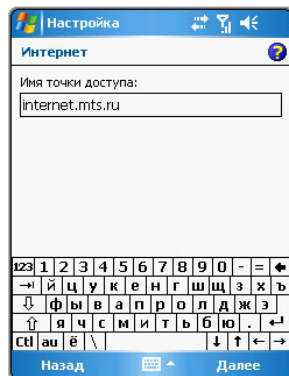 Настройка
Интернет
Имя точки доступа:
internet.mts.ru
123 1 2 3 4 5 6 7 8 9 0 - =
й ц у к е н г ш щ з х ъ
ф ы в а п р о л д ж э
я ч с м и т ь б ю .
Ctl au ё \
Назад Далее